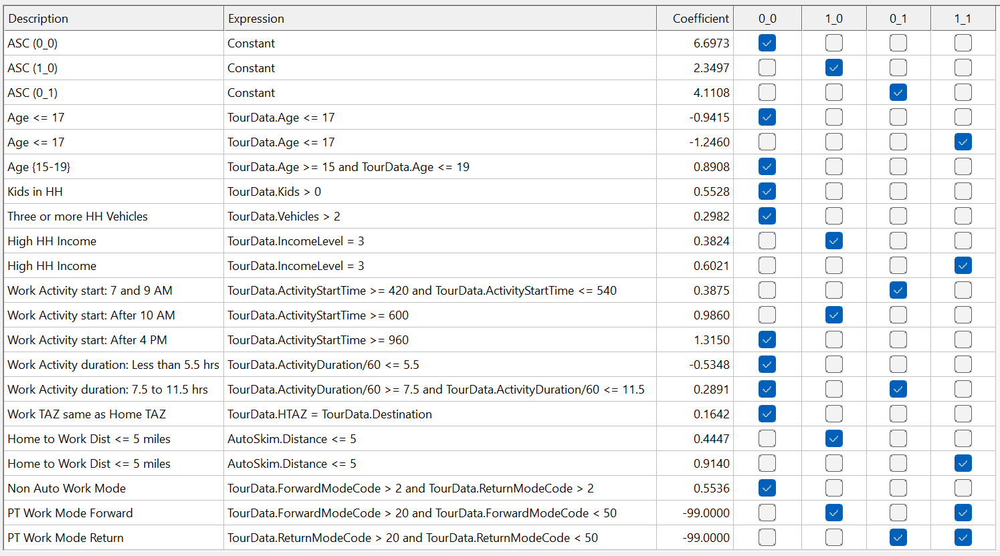 Description Expression Coefficient 0_0 1_0 0_1 1_1
ASC (0_0) Constant 6.6973
ASC (1_0) Constant 2.3497
ASC (0_1) Constant 4.1108
Age <= 17 TourData.Age <= 17 -0.9415
Age <= 17 TourData.Age <= 17 -1.2460
Age {15-19} TourData.Age >= 15 and TourData.Age <= 19 0.8908
Kids in HH TourData.Kids > 0 0.5528
Three or more HH Vehicles TourData.Vehicles > 2 0.2982
High HH Income TourData.IncomeLevel = 3 0.3824
High HH Income TourData.IncomeLevel = 3 0.6021
Work Activity start: 7 and 9 AM TourData.ActivityStartTime >= 420 and TourData.ActivityStartTime <= 540 0.3875
Work Activity start: After 10 AM TourData.ActivityStartTime >= 600 0.9860
Work Activity start: After 4 PM TourData.ActivityStartTime >= 960 1.3150
Work Activity duration: Less than 5.5 hrs TourData.ActivityDuration/60 <= 5.5 -0.5348
Work Activity duration: 7.5 to 11.5 hrs TourData.ActivityDuration/60 >= 7.5 and TourData.ActivityDuration/60 <= 11.5 0.2891
Work TAZ same as Home TAZ TourData.HTAZ = TourData.Destination 0.1642
Home to Work Dist <= 5 miles AutoSkim.Distance <= 5 0.4447
Home to Work Dist <= 5 miles AutoSkim.Distance <= 5 0.9140
Non Auto Work Mode TourData.ForwardModeCode > 2 and TourData.ReturnModeCode > 2 0.5536
PT Work Mode Forward TourData.ForwardModeCode > 20 and TourData.ForwardModeCode < 50 -99.0000
PT Work Mode Return TourData.ReturnModeCode > 20 and TourData.ReturnModeCode < 50 -99.0000